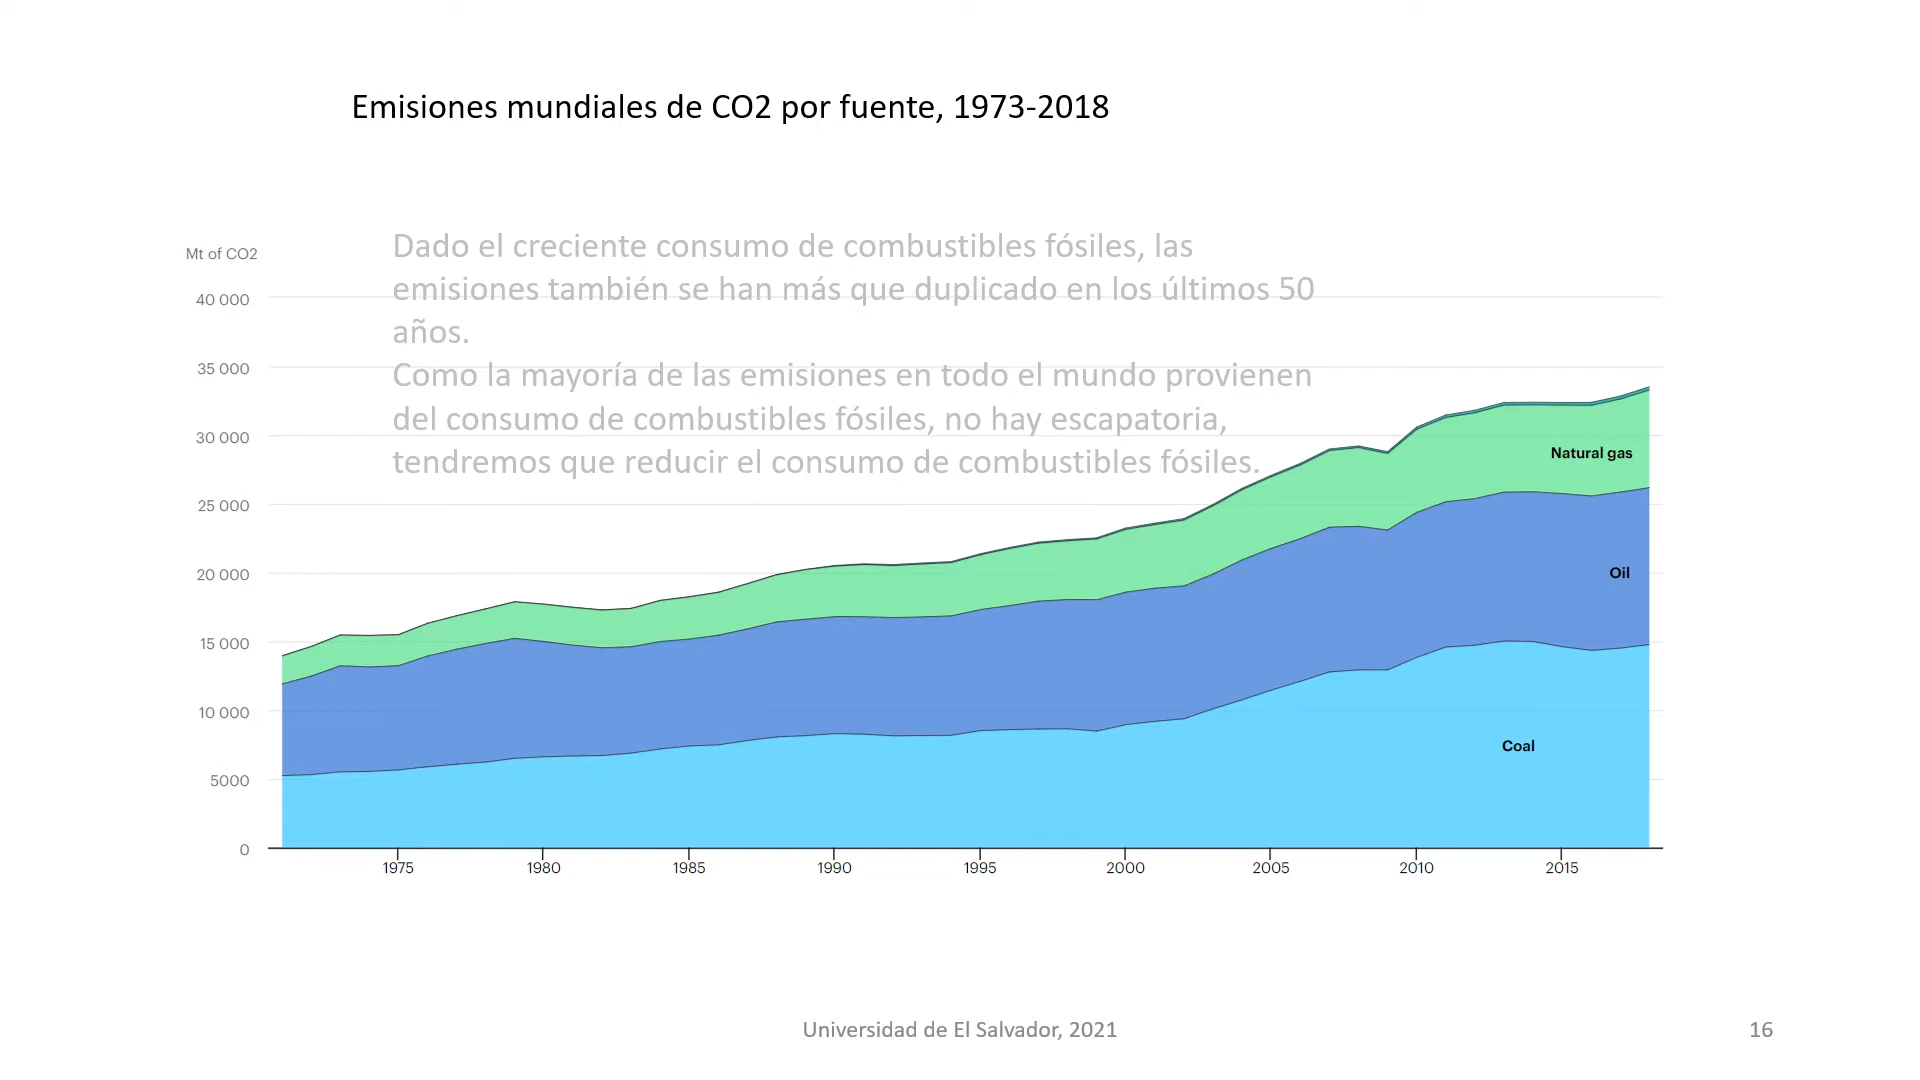 Emisiones mundiales de CO2 por fuente, 1973-2018
Dado el creciente consumo de combustibles fósiles, las
emisiones también se han más que duplicado en los últimos 50
años.
Como la mayoría de las emisiones en todo el mundo provienen
del consumo de combustibles fósiles, no hay escapatoria,
tendremos que reducir el consumo de combustibles fósiles.
Mt of CO2
40 000
35 000
30 000
25 000
20 000
15 000
10 000
5000
0
Natural gas
Oil
Coal
1975 1980 1985 1990 1995 2000 2005 2010 2015
Universidad de El Salvador, 2021
16